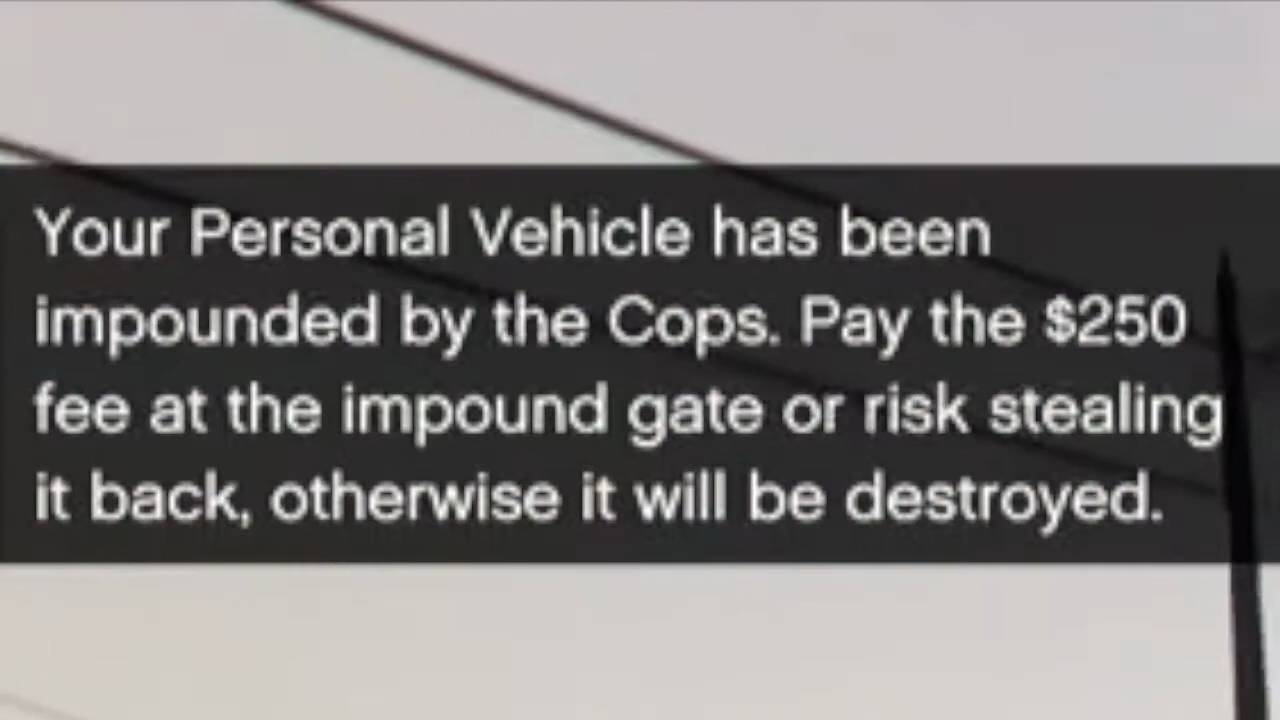 Your Personal Vehicle has been
impounded by the Cops. Pay the $250
fee at the impound gate or risk stealing
it back, otherwise it will be destroyed.